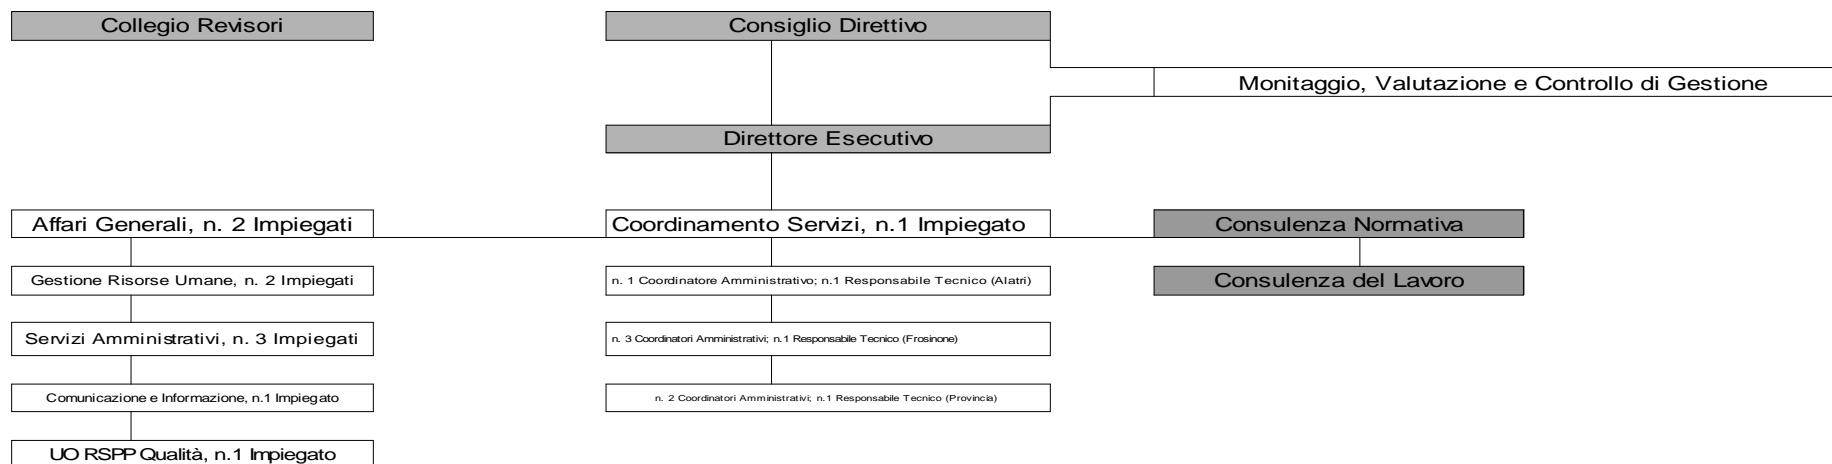 Collegio Revisori
Consiglio Direttivo
Monitaggio, Valutazione e Controllo di Gestione
Direttore Esecutivo
Affari Generali, n. 2 Impiegati
Coordinamento Servizi, n.1 Impiegato
Consulenza Normativa
Gestione Risorse Umane, n. 2 Impiegati
n. 1 Coordinatore Amministrativo; n.1 Responsabile Tecnico (Alatri)
Consulenza del Lavoro
Servizi Amministrativi, n. 3 Impiegati
n. 3 Coordinatori Amministrativi; n.1 Responsabile Tecnico (Frosinone)
Comunicazione e Informazione, n.1 Impiegato
n. 2 Coordinatori Amministrativi; n.1 Responsabile Tecnico (Provincia)
UO RSPP Qualità, n.1 Impiegato